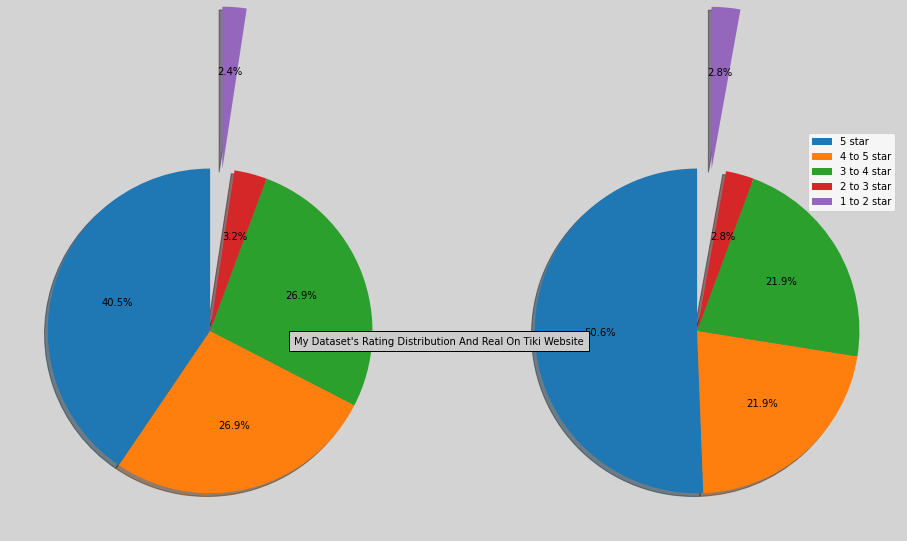 2.4%
2.8%
5 star
4 to 5 star
3 to 4 star
2 to 3 star
1 to 2 star
3.2%
2.8%
40.5%
26.9%
21.9%
50.6%
My Dataset's Rating Distribution And Real On Tiki Website
26.9%
21.9%